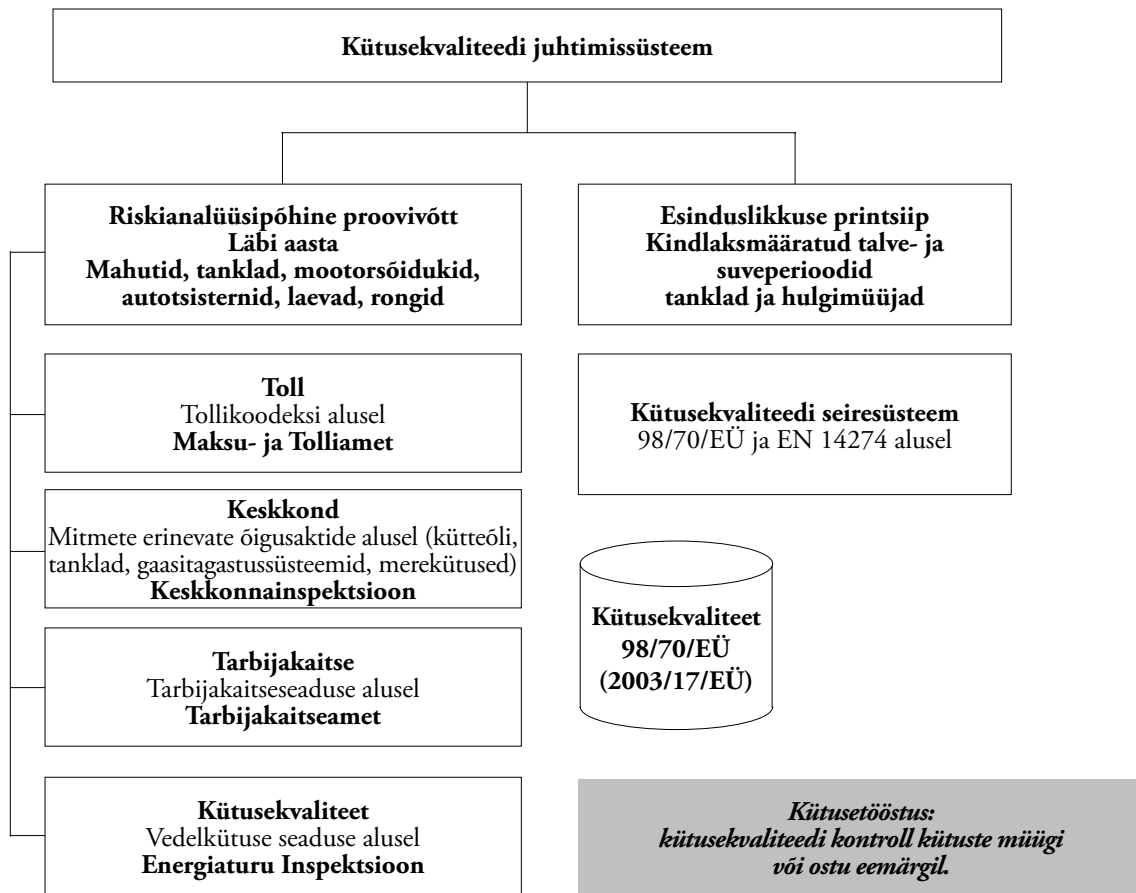 Kütusekvaliteedi juhtimissüsteem
Riskianalüüsipõhine proovivõtt
Läbi aasta
Mahutid, tanklad, mootorsõidukid,
autotsisternid, laevad, rongid
Esinduslikkuse printsiip
Kindlaksmääratud talve- ja
suveperioodid
tanklad ja hulgimüüjad
Toll
Tollikoodeksi alusel
Maksu- ja Tolliamet
Kütusekvaliteedi seiresüsteem
98/70/EÜ ja EN 14274 alusel
Keskkond
Mitmete erinevate õigusaktide alusel (kütteõli,
tanklad, gaasitagastussüsteemid, merekütused)
Keskkonnainspektsioon
Kütusekvaliteet
98/70/EÜ
(2003/17/EÜ)
Tarbijakaitse
Tarbijakaitseseaduse alusel
Tarbijakaitseamet
Kütusekvaliteet
Vedelkütuse seaduse alusel
Energiaturu Inspektsioon
Kütusetööstus:
kütusekvaliteedi kontroll kütuste müügi
või ostu eemärgil.